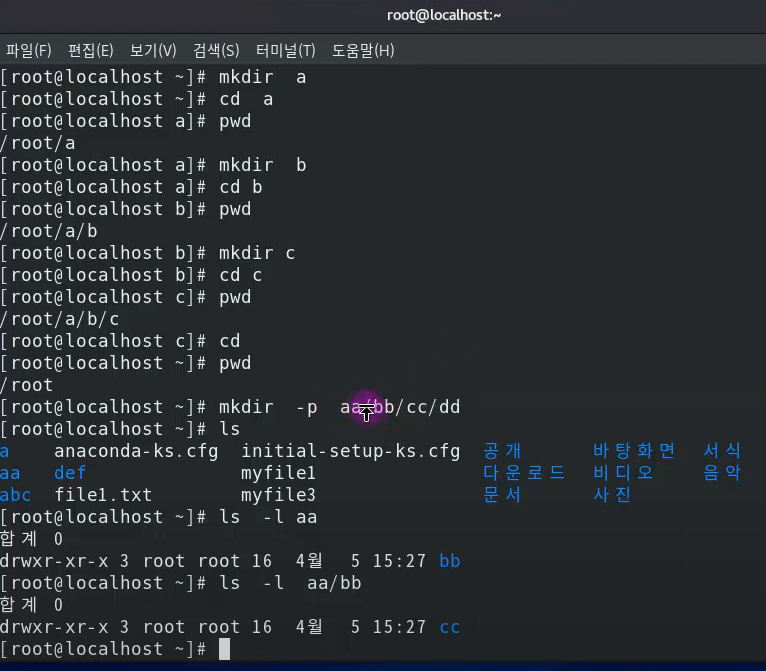 root@localhost:~
파일(F) 편집(E) 보기(V) 검색(S) 터미널(T) 도움말(H)
[root@localhost ~]# mkdir  a
[root@localhost ~]# cd  a
[root@localhost a]# pwd
/root/a
[root@localhost a]# mkdir  b
[root@localhost a]# cd b
[root@localhost b]# pwd
/root/a/b
[root@localhost b]# mkdir c
[root@localhost b]# cd c
[root@localhost c]# pwd
/root/a/b/c
[root@localhost c]# cd
[root@localhost ~]# pwd
/root
[root@localhost ~]# mkdir  -p  aa/bb/cc/dd
[root@localhost ~]# ls
a    anaconda-ks.cfg  initial-setup-ks.cfg  공개  바탕화면  서식
aa   def              myfile1               다운로드  비디오  음악
abc  file1.txt        myfile3               문서  사진
[root@localhost ~]# ls  -l aa
합계 0
drwxr-xr-x 3 root root 16  4월   5 15:27 bb
[root@localhost ~]# ls  -l  aa/bb
합계 0
drwxr-xr-x 3 root root 16  4월   5 15:27 cc
[root@localhost ~]#